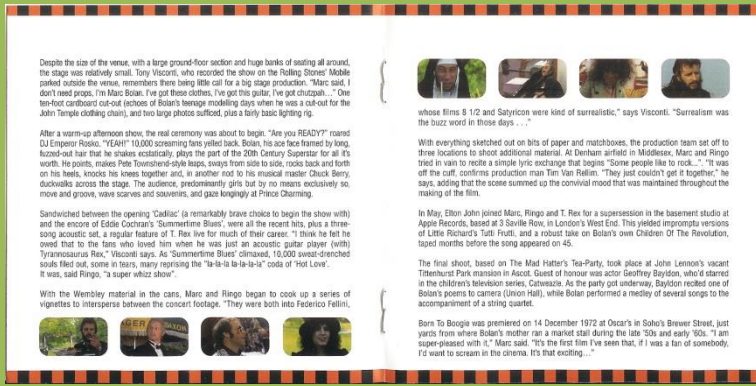 Despite the size of the venue, with a large ground-floor section and huge banks of seating all around,
the stage was relatively small. Tony Visconti, who recorded the show on the Rolling Stones' Mobile
parked outside the venue, remembers there being little call for a big stage production. "Marc said, I
don't need props, I'm Marc Bolan. I've got these clothes, I've got this guitar, I've got chutzpah..." One
ten-foot cardboard cut-out (echoes of Bolan's teenage modelling days when he was a cut-out for the
John Temple clothing chain), and two large photos sufficed, plus a fairly basic lighting rig.
After a warm-up afternoon show, the real ceremony was about to begin. "Are you READY?" roared
DJ Emperor Rosko. "YEAH!" 10,000 screaming fans yelled back. Bolan, his ace face framed by long,
fuzzed-out hair that he shakes ecstatically, plays the part of the 20th Century Superstar for all it's
worth. He points, makes Pete Townshend-style leaps, sways from side to side, rocks back and forth
on his heels, knocks his knees together and, in another nod to his musical master Chuck Berry,
duckwalks across the stage. The audience, predominantly girls but by no means exclusively so,
move and groove, wave scarves and souvenirs, and gaze longingly at Prince Charming.
Sandwiched between the opening 'Cadilac' (a remarkably brave choice to begin the show with)
and the encore of Eddie Cochran's 'Summertime Blues', were all the recent hits, plus a three-
song acoustic set, a regular feature of T. Rex live for much of their career. "I think he felt he
owed that to the fans who loved him when he was just an acoustic guitar player (with)
Tyrannosaurus Rex," Visconti says. As 'Summertime Blues' climaxed, 10,000 sweat-drenched
souls filed out, some in tears, many reprising the "la-la-la la-la-la-la" coda of 'Hot Love'.
It was, said Ringo, "a super whizz show".
With the Wembley material in the cans, Marc and Ringo began to cook up a series of
vignettes to intersperse between the concert footage. "They were both into Federico Fellini,
whose films 8 1/2 and Satyricon were kind of surrealistic," says Visconti. "Surrealism was
the buzz word in those days . . ."
With everything sketched out on bits of paper and matchboxes, the production team set off to
three locations to shoot additional material. At Denham airfield in Middlesex, Marc and Ringo
tried in vain to recite a simple lyric exchange that begins "Some people like to rock...". "It was
off the cuff, confirms production man Tim Van Rellim. "They just couldn't get it together," he
says, adding that the scene summed up the convivial mood that was maintained throughout the
making of the film.
In May, Elton John joined Marc, Ringo and T. Rex for a supersession in the basement studio at
Apple Records, based at 3 Saville Row, in London's West End. This yielded impromptu versions
of Little Richard's Tutti Frutti, and a robust take on Bolan's own Children Of The Revolution,
taped months before the song appeared on 45.
The final shoot, based on The Mad Hatter's Tea-Party, took place at John Lennon's vacant
Tittenhurst Park mansion in Ascot. Guest of honour was actor Geoffrey Bayldon, who'd starred
in the children's television series, Catweazle. As the party got underway, Bayldon recited one of
Bolan's poems to camera (Union Hall), while Bolan performed a medley of several songs to the
accompaniment of a string quartet.
Born To Boogie was premiered on 14 December 1972 at Oscar's in Soho's Brewer Street, just
yards from where Bolan's mother ran a market stall during the late '50s and early '60s. "I am
super-pleased with it," Marc said. "It's the first film I've seen that, if I was a fan of somebody,
I'd want to scream in the cinema. It's that exciting..."